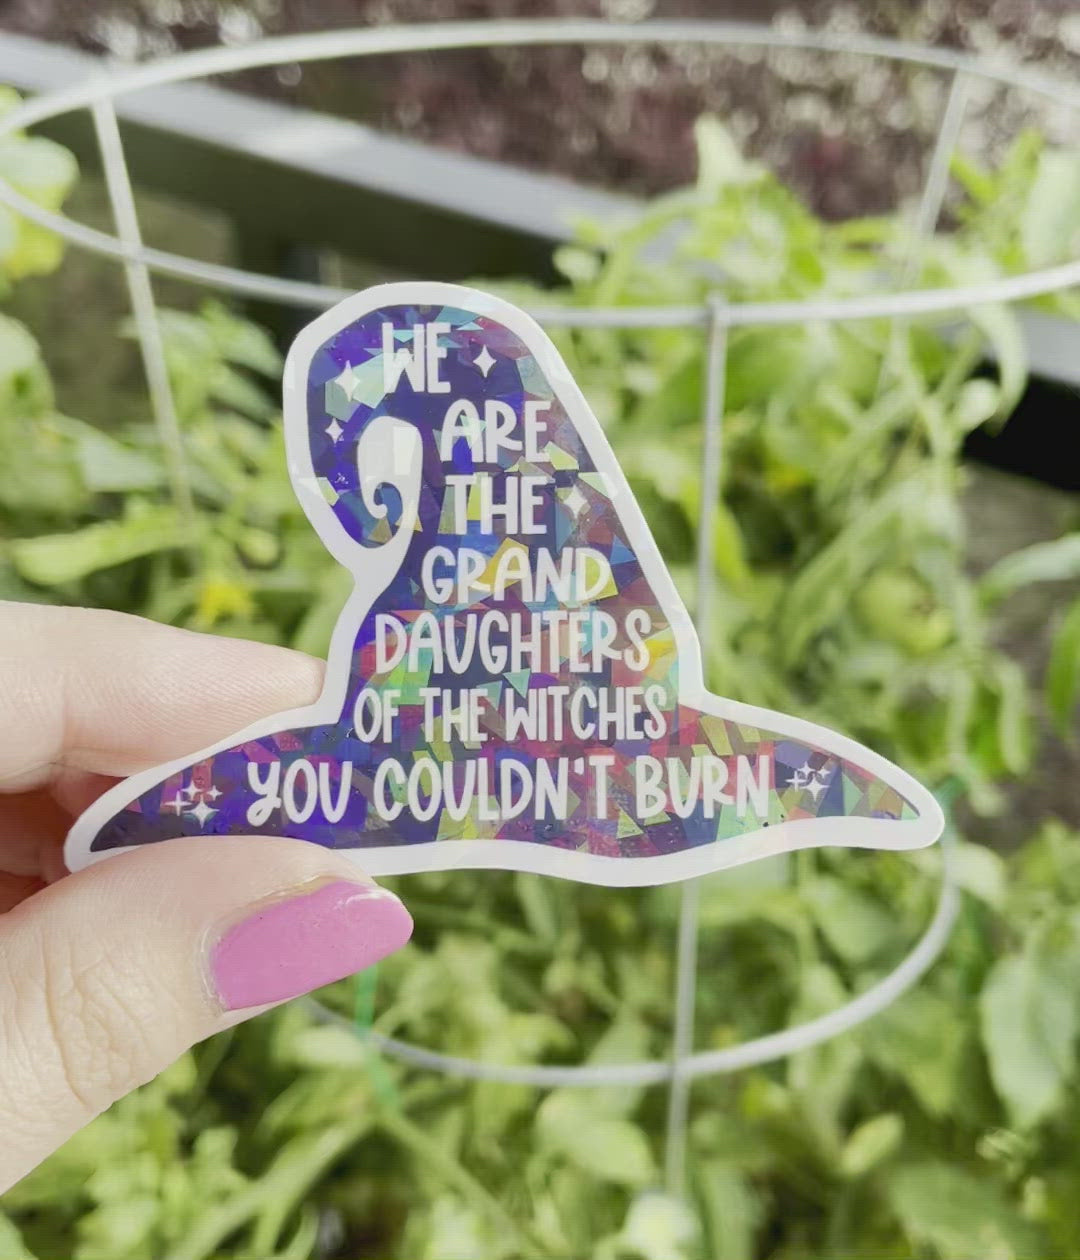 WE
ARE
THE
GRAND
DAUGHTERS
OF THE WITCHES
YOU COULDN'T BURN